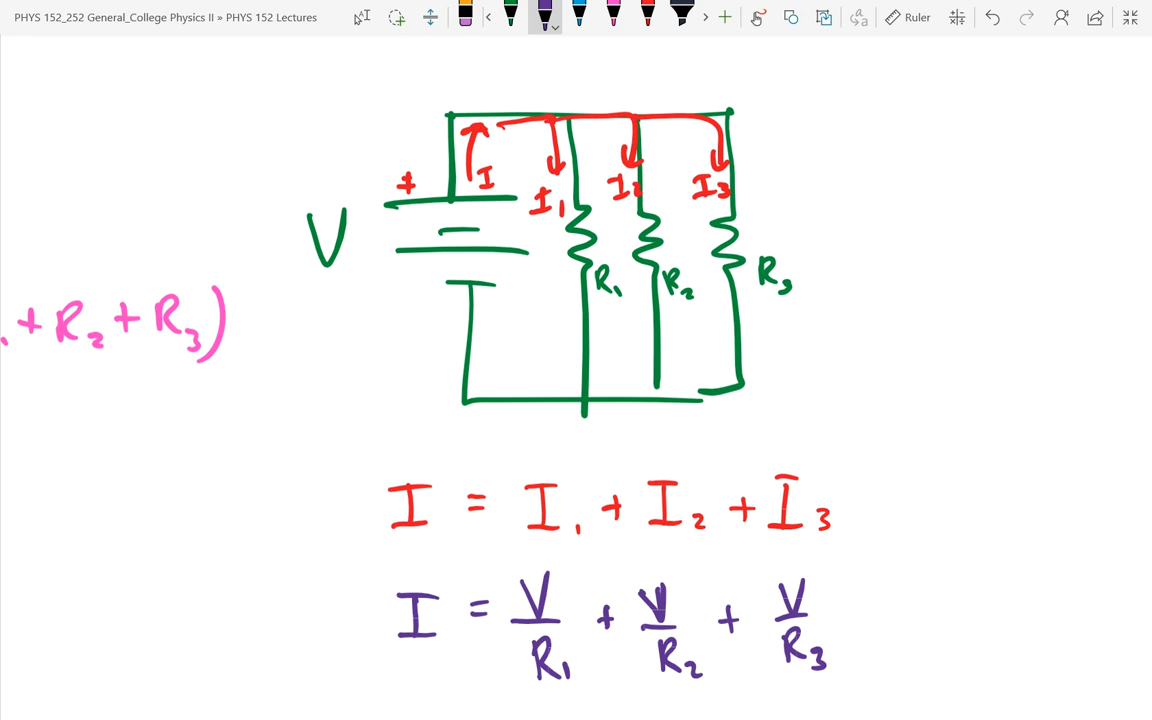 PHYS 152_252 General_College Physics II » PHYS 152 Lectures
Ruler
+ I
I₁ I₂ I₃
V
R₁ R₂ R₃
+ R₂ + R₃)
I = I₁ + I₂ + I₃
I = V/R₁ + V/R₂ + V/R₃